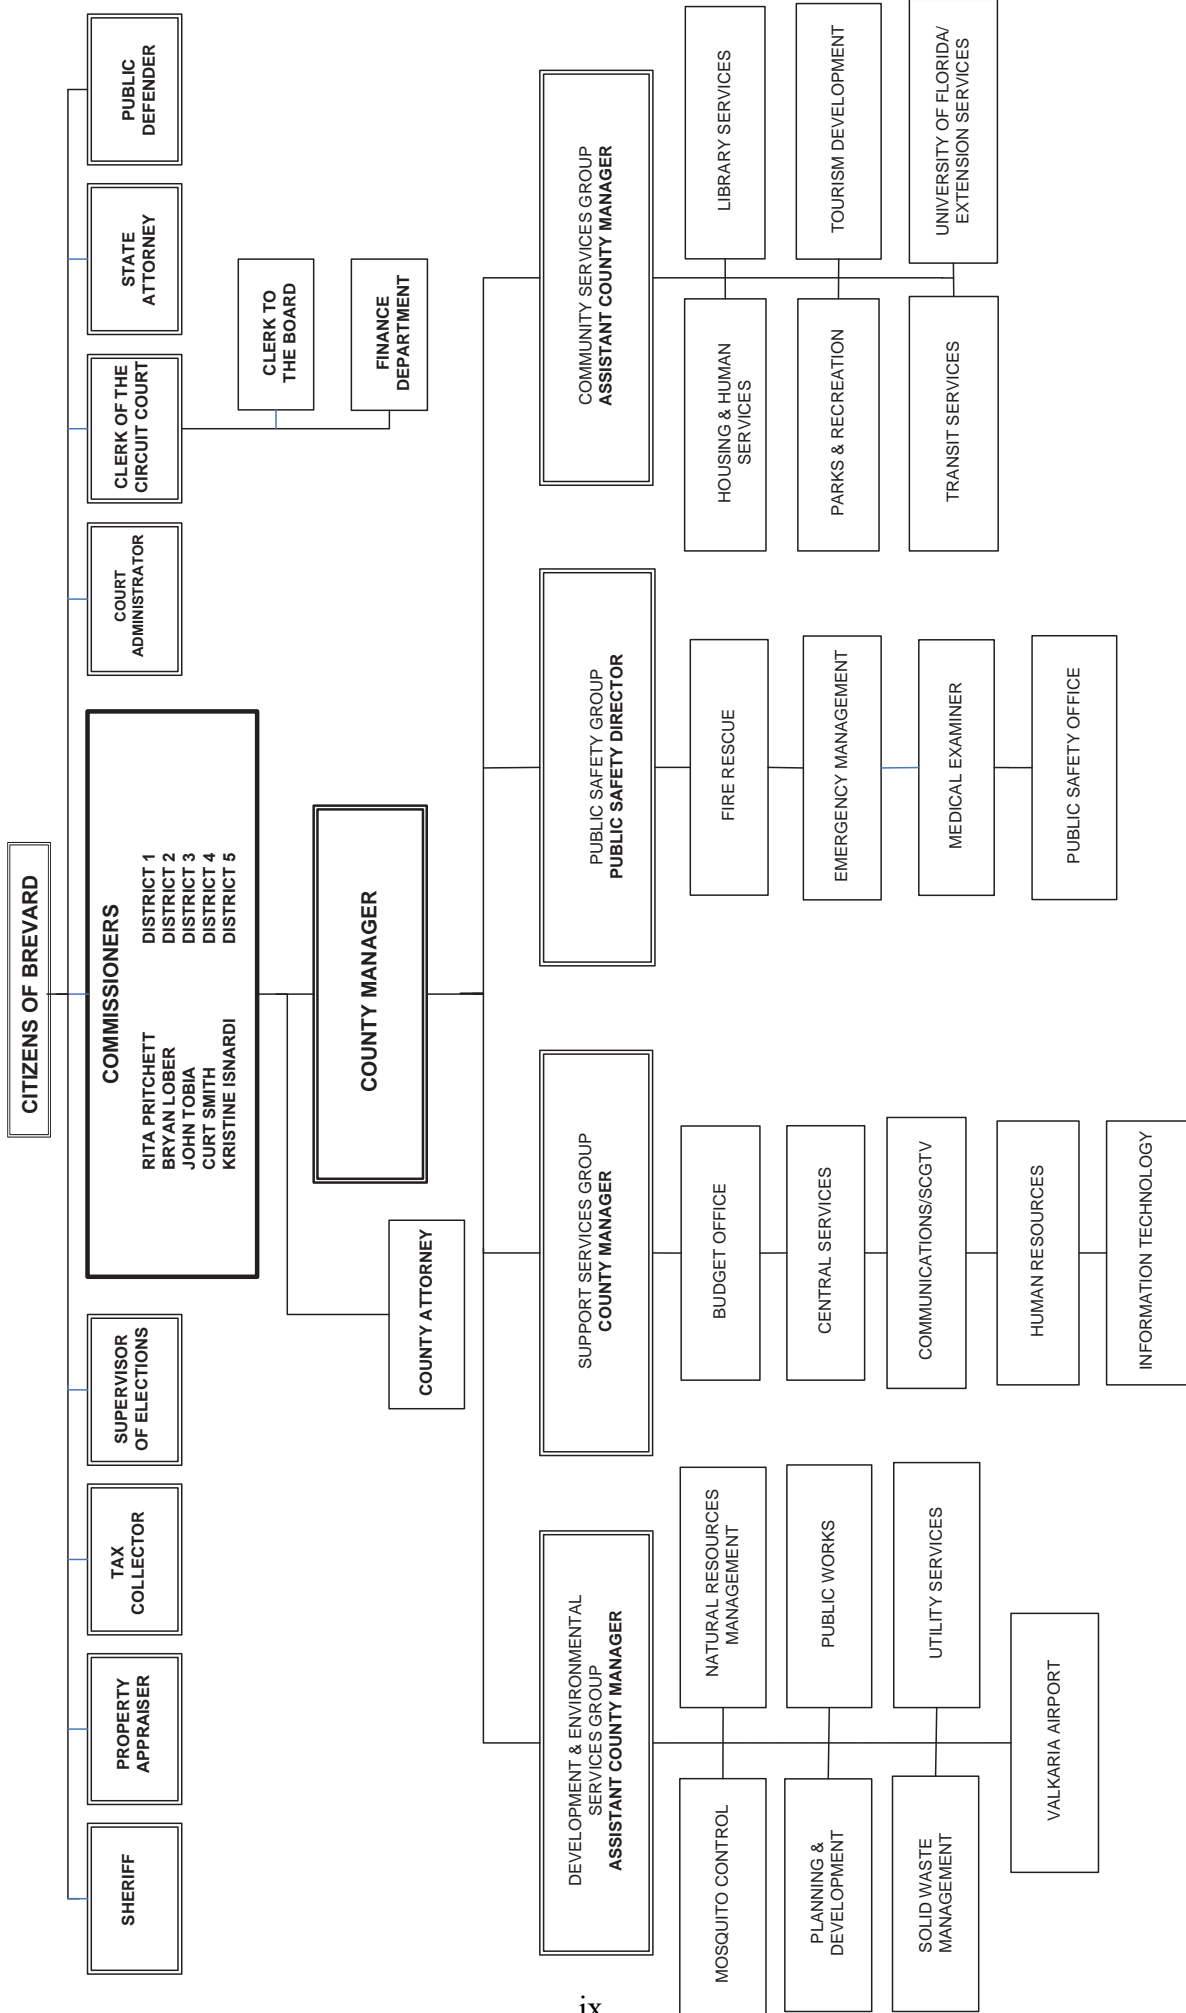 CITIZENS OF BREVARD
SHERIFF
PROPERTY
APPRAISER
TAX
COLLECTOR
SUPERVISOR
OF ELECTIONS
COMMISSIONERS
RITA PRITCHETT DISTRICT 1
BRYAN LOBER DISTRICT 2
JOHN TOBIA DISTRICT 3
CURT SMITH DISTRICT 4
KRISTINE ISNARDI DISTRICT 5
COURT
ADMINISTRATOR
CLERK OF THE
CIRCUIT COURT
STATE
ATTORNEY
PUBLIC
DEFENDER
CLERK TO
THE BOARD
FINANCE
DEPARTMENT
COUNTY MANAGER
COUNTY ATTORNEY
DEVELOPMENT & ENVIRONMENTAL
SERVICES GROUP
ASSISTANT COUNTY MANAGER
MOSQUITO CONTROL
NATURAL RESOURCES
MANAGEMENT
PLANNING &
DEVELOPMENT
PUBLIC WORKS
SOLID WASTE
MANAGEMENT
UTILITY SERVICES
VALKARIA AIRPORT
SUPPORT SERVICES GROUP
COUNTY MANAGER
BUDGET OFFICE
CENTRAL SERVICES
COMMUNICATIONS/SCGTV
HUMAN RESOURCES
INFORMATION TECHNOLOGY
PUBLIC SAFETY GROUP
PUBLIC SAFETY DIRECTOR
FIRE RESCUE
EMERGENCY MANAGEMENT
MEDICAL EXAMINER
PUBLIC SAFETY OFFICE
COMMUNITY SERVICES GROUP
ASSISTANT COUNTY MANAGER
HOUSING & HUMAN
SERVICES
LIBRARY SERVICES
PARKS & RECREATION
TOURISM DEVELOPMENT
TRANSIT SERVICES
UNIVERSITY OF FLORIDA/
EXTENSION SERVICES
ix